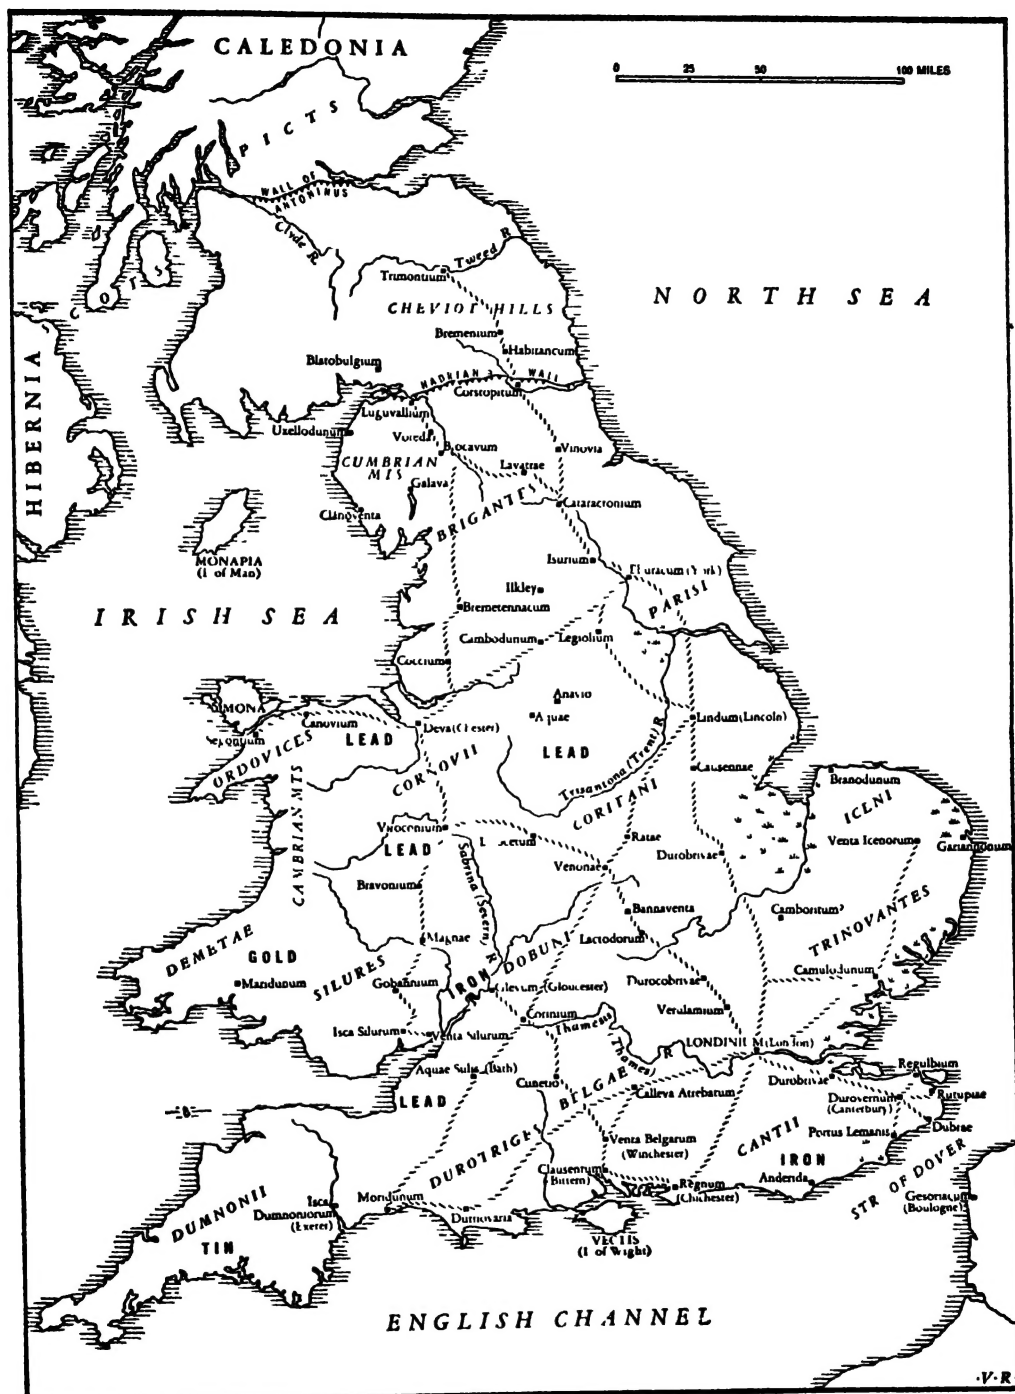 CALEDONIA
0 25 50 100 MILES
PICTS
WALL OF
ANTONINUS
Clyde R.
Tweed R
Trimontium
SCOTS
NORTH SEA
CHEVIOT HILLS
Bremenium
Habitancum
Blatobulgium
HADRIAN S WALL
Corstopitum
HIBERNIA
Luguvallium
Uxellodunum
Voreda
Brocavum
Vinovia
CUMBRIAN
MTS
Lavatrae
Galava
Clanoventa
BRIGANTES
Cataractonium
MONAPIA
(I of Man)
Isurium
Eburacum (York)
Ilkley
PARISI
IRISH SEA
Bremetennacum
Cambodunum
Legiolium
Coccium
MONA
Anavio
Aquae
Canovium
Deva (Chester)
Lindum (Lincoln)
Segontium
ORDOVICES
LEAD
LEAD
CORNOVII
Trisantona (Trent) R
Causennae
Branodunum
CAMBRIAN MTS
CORITANI
ICENI
Viroconium
LEAD
Ratae
Venta Icenorum
Gariannonum
Sabrina (Severn) R
Venonae
Durobrivae
Bravonium
Bannaventa
Camboritum?
TRINOVANTES
DEMETAE
Magnae
Lactodorum
GOLD
SILURES
DOBUNI
Maridunum
Gobannium
IRON
Glevum (Gloucester)
Durocobrivae
Camulodunum
Corinium
Verulamium
Isca Silurum
Venta Silurum
Thamesis
(Thames) R
LONDINIUM (London)
Aquae Sulis (Bath)
Cunetio
BELGAE
Calleva Atrebatum
Durobrivae
Regulbium
LEAD
Durovernum
(Canterbury)
Rutupiae
Dubrae
Portus Lemanis
CANTII
Venta Belgarum
(Winchester)
DUROTRIGES
IRON
Clausentum
(Bittern)
Anderida
STR OF DOVER
Regnum
(Chichester)
Gesoriacum
(Boulogne)
DUMNONII
Isca
Dumnoniorum
(Exeter)
Moridunum
Durnovaria
TIN
VECTIS
(I of Wight)
ENGLISH CHANNEL
·V·R·